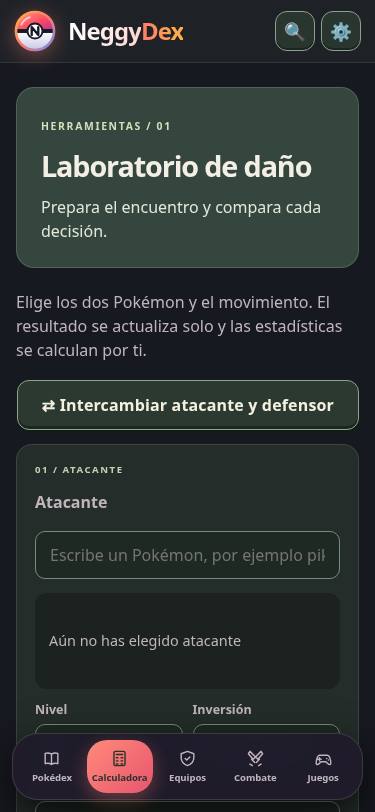 NeggyDex
HERRAMIENTAS / 01
Laboratorio de daño
Prepara el encuentro y compara cada
decisión.
Elige los dos Pokémon y el movimiento. El
resultado se actualiza solo y las estadísticas
se calculan por ti.
⇄ Intercambiar atacante y defensor
01 / ATACANTE
Atacante
Escribe un Pokémon, por ejemplo pik
Aún no has elegido atacante
Nivel Inversión
Pokédex Calculadora Equipos Combate Juegos